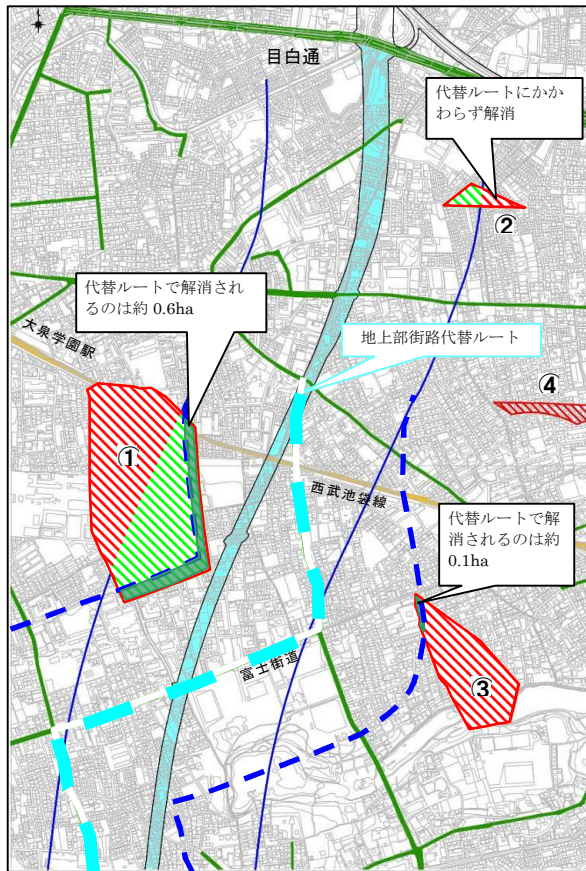 目白通
代替ルートにかか
わらず解消
②
代替ルートで解消され
るのは約 0.6ha
大泉学園駅
地上部街路代替ルート
④
①
西武池袋線
代替ルートで解
消されるのは約
0.1ha
富士街道
③